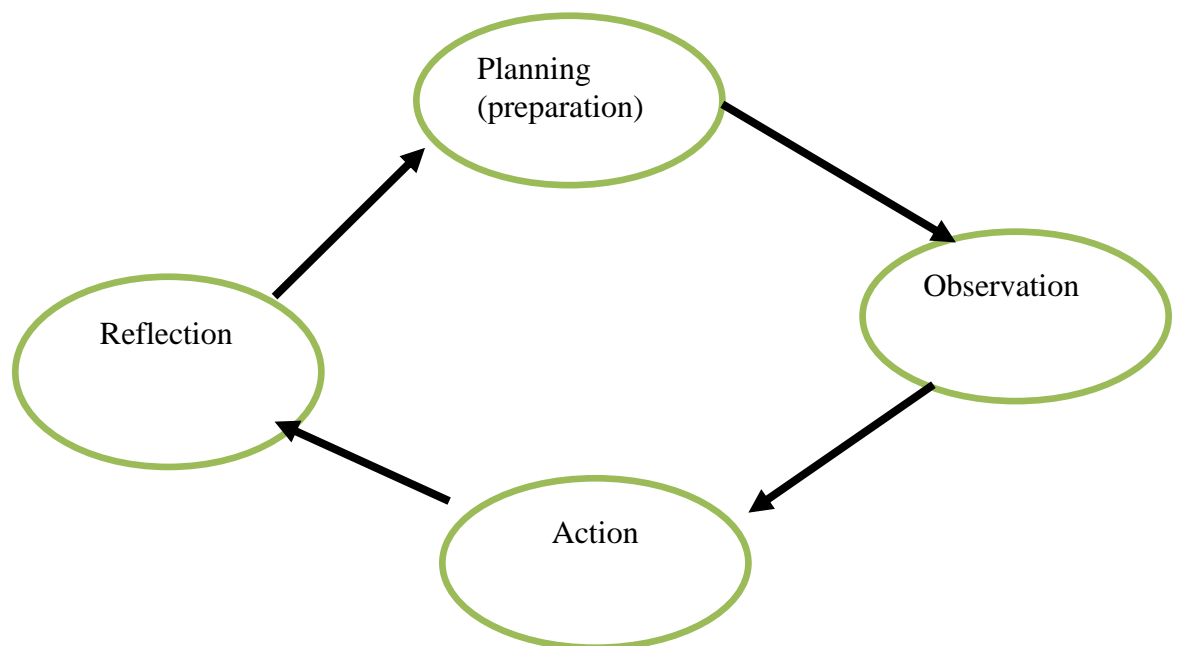 Planning
(preparation)
Observation
Reflection
Action